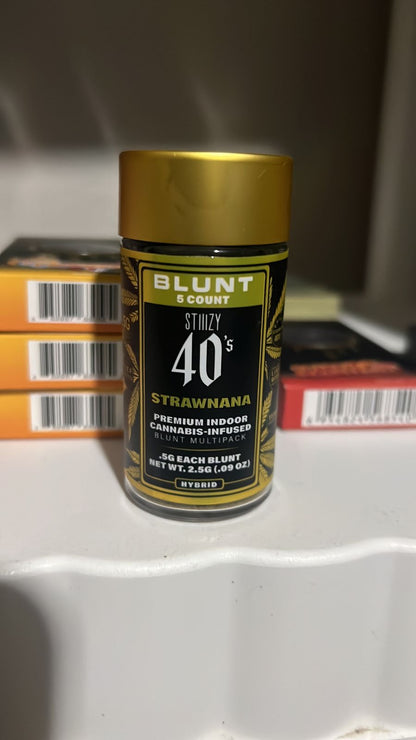 BLUNT
5 COUNT
STIIIZY
40's
STRAWNANA
PREMIUM INDOOR
CANNABIS-INFUSED
BLUNT MULTIPACK
.5G EACH BLUNT
NET WT. 2.5G (.09 OZ)
HYBRID